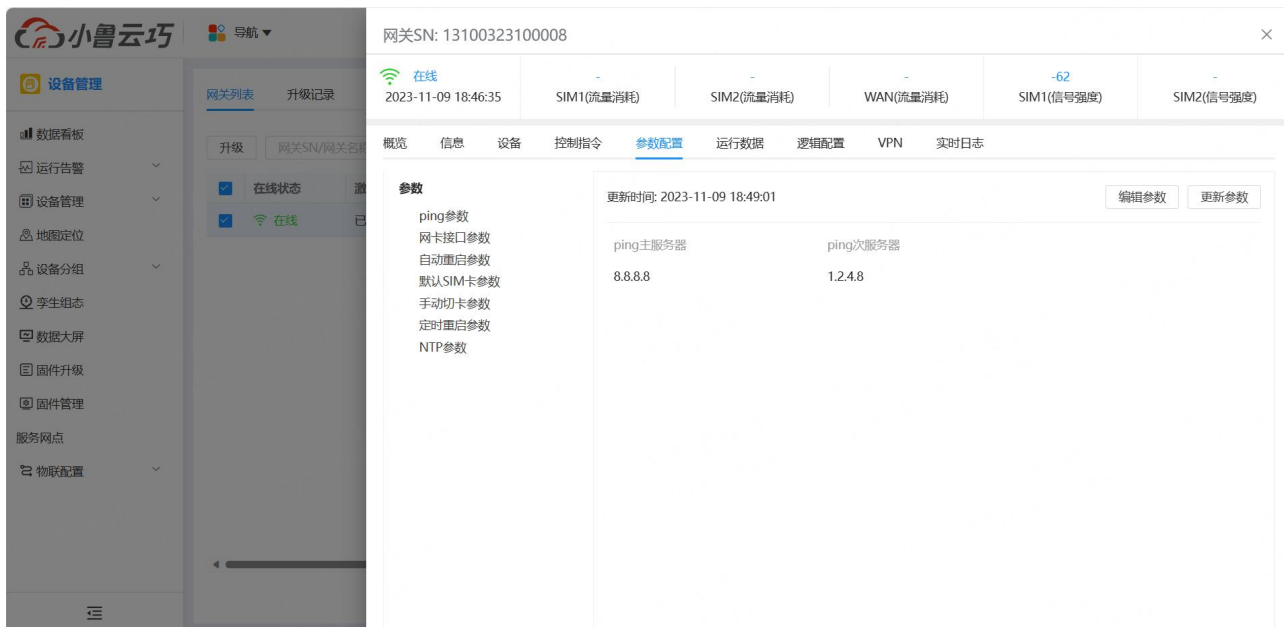 小鲁云巧
导航
设备管理
数据看板
运行告警
设备管理
地图定位
设备分组
孪生组态
数据大屏
固件升级
固件管理
服务网点
物联配置
网关列表 升级记录
升级 网关SN/网关名称
在线状态 激
在线 已
网关SN: 13100323100008
在线 - - - -62 -
2023-11-09 18:46:35 SIM1(流量消耗) SIM2(流量消耗) WAN(流量消耗) SIM1(信号强度) SIM2(信号强度)
概览 信息 设备 控制指令 参数配置 运行数据 逻辑配置 VPN 实时日志
参数
ping参数
网卡接口参数
自动重启参数
默认SIM卡参数
手动切卡参数
定时重启参数
NTP参数
更新时间: 2023-11-09 18:49:01 编辑参数 更新参数
ping主服务器 ping次服务器
8.8.8.8 1.2.4.8